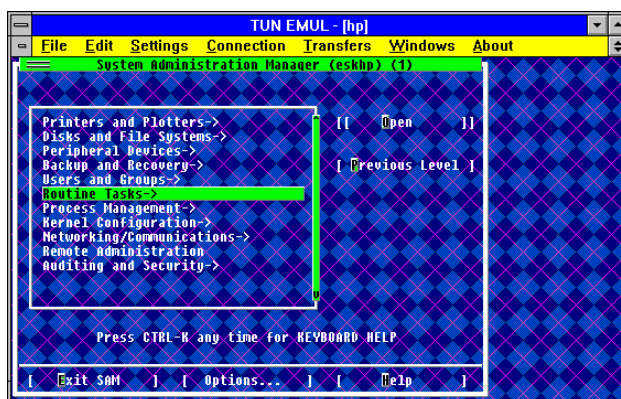 TUN EMUL - [hp]
File Edit Settings Connection Transfers Windows About
System Administration Manager (eskhp) (1)
Printers and Plotters-> [[ Open ]]
Disks and File Systems->
Peripheral Devices->
Backup and Recovery-> [ Previous Level ]
Users and Groups->
Routine Tasks->
Process Management->
Kernel Configuration->
Networking/Communications->
Remote Administration
Auditing and Security->
Press CTRL-K any time for KEYBOARD HELP
[ Exit SAM ] [ Options... ] [ Help ]